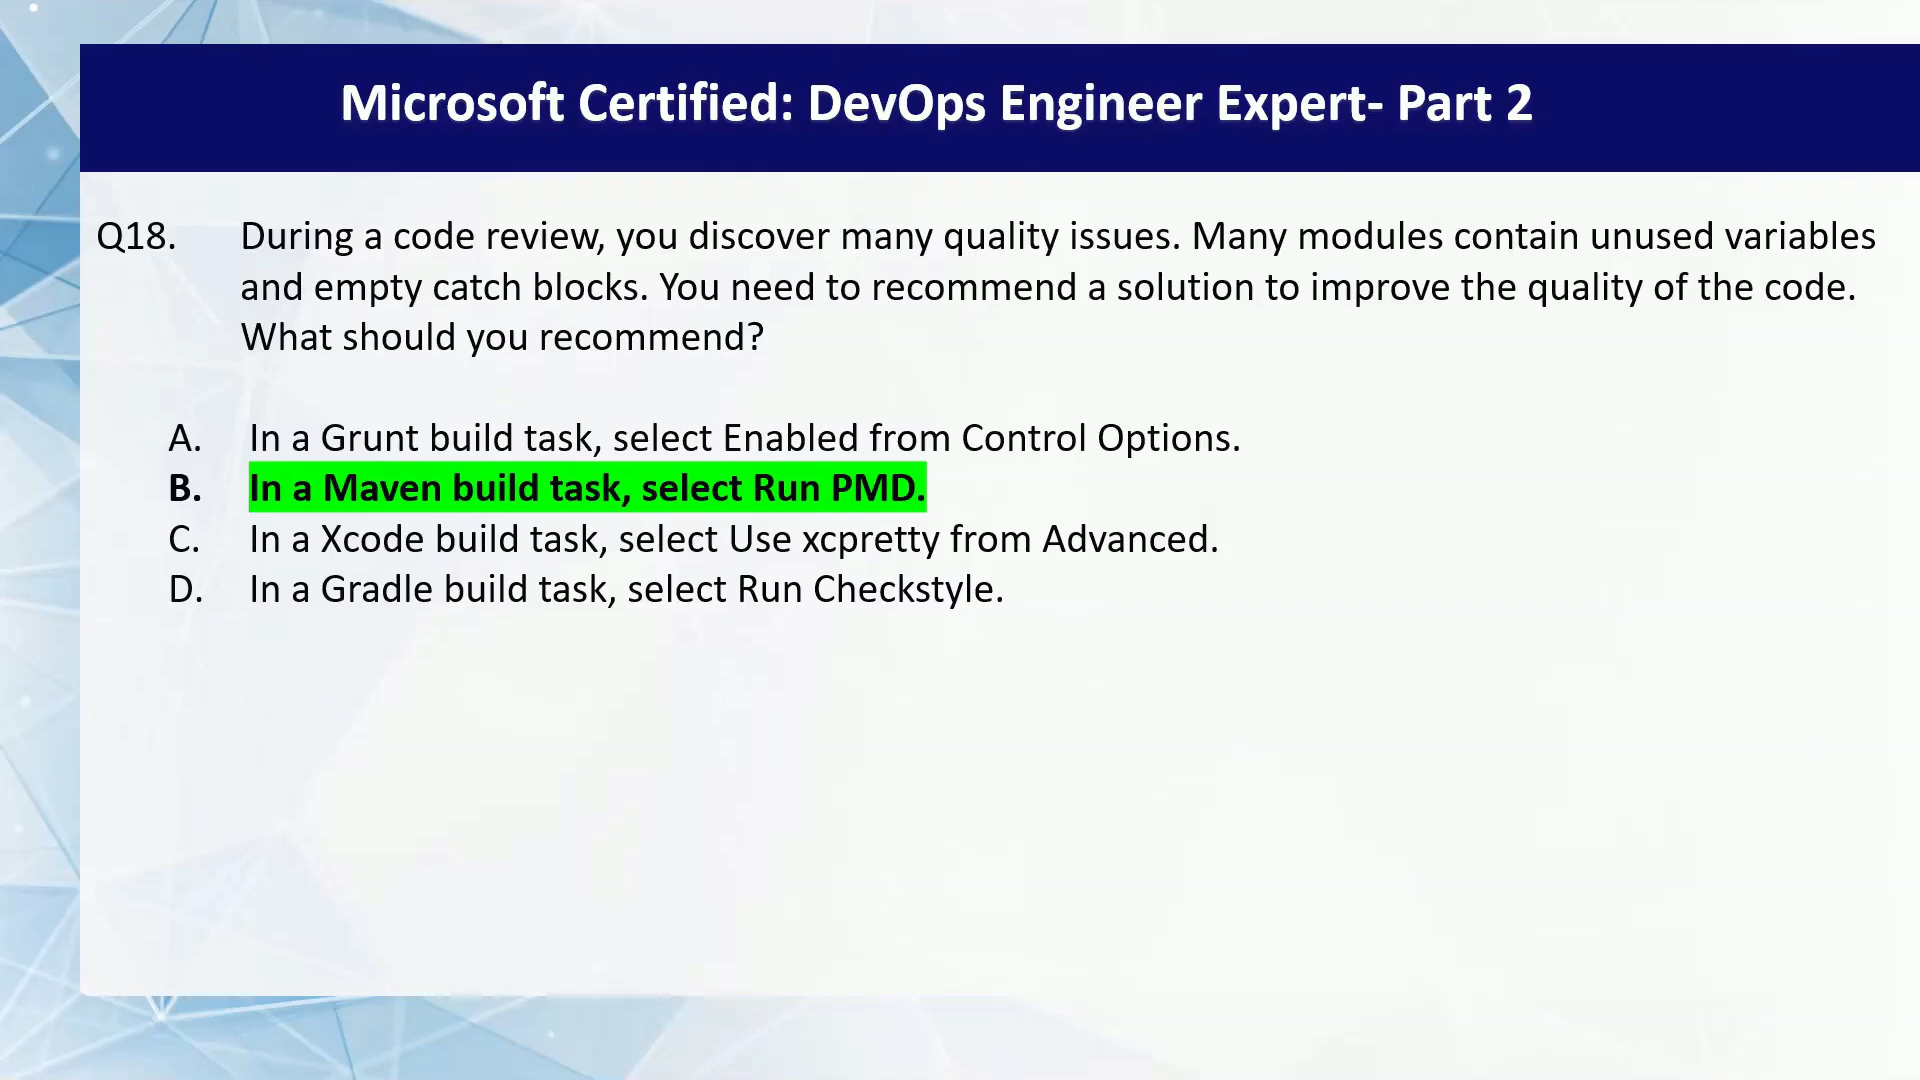 Microsoft Certified: DevOps Engineer Expert- Part 2
Q18. During a code review, you discover many quality issues. Many modules contain unused variables
and empty catch blocks. You need to recommend a solution to improve the quality of the code.
What should you recommend?
A. In a Grunt build task, select Enabled from Control Options.
B. In a Maven build task, select Run PMD.
C. In a Xcode build task, select Use xcpretty from Advanced.
D. In a Gradle build task, select Run Checkstyle.